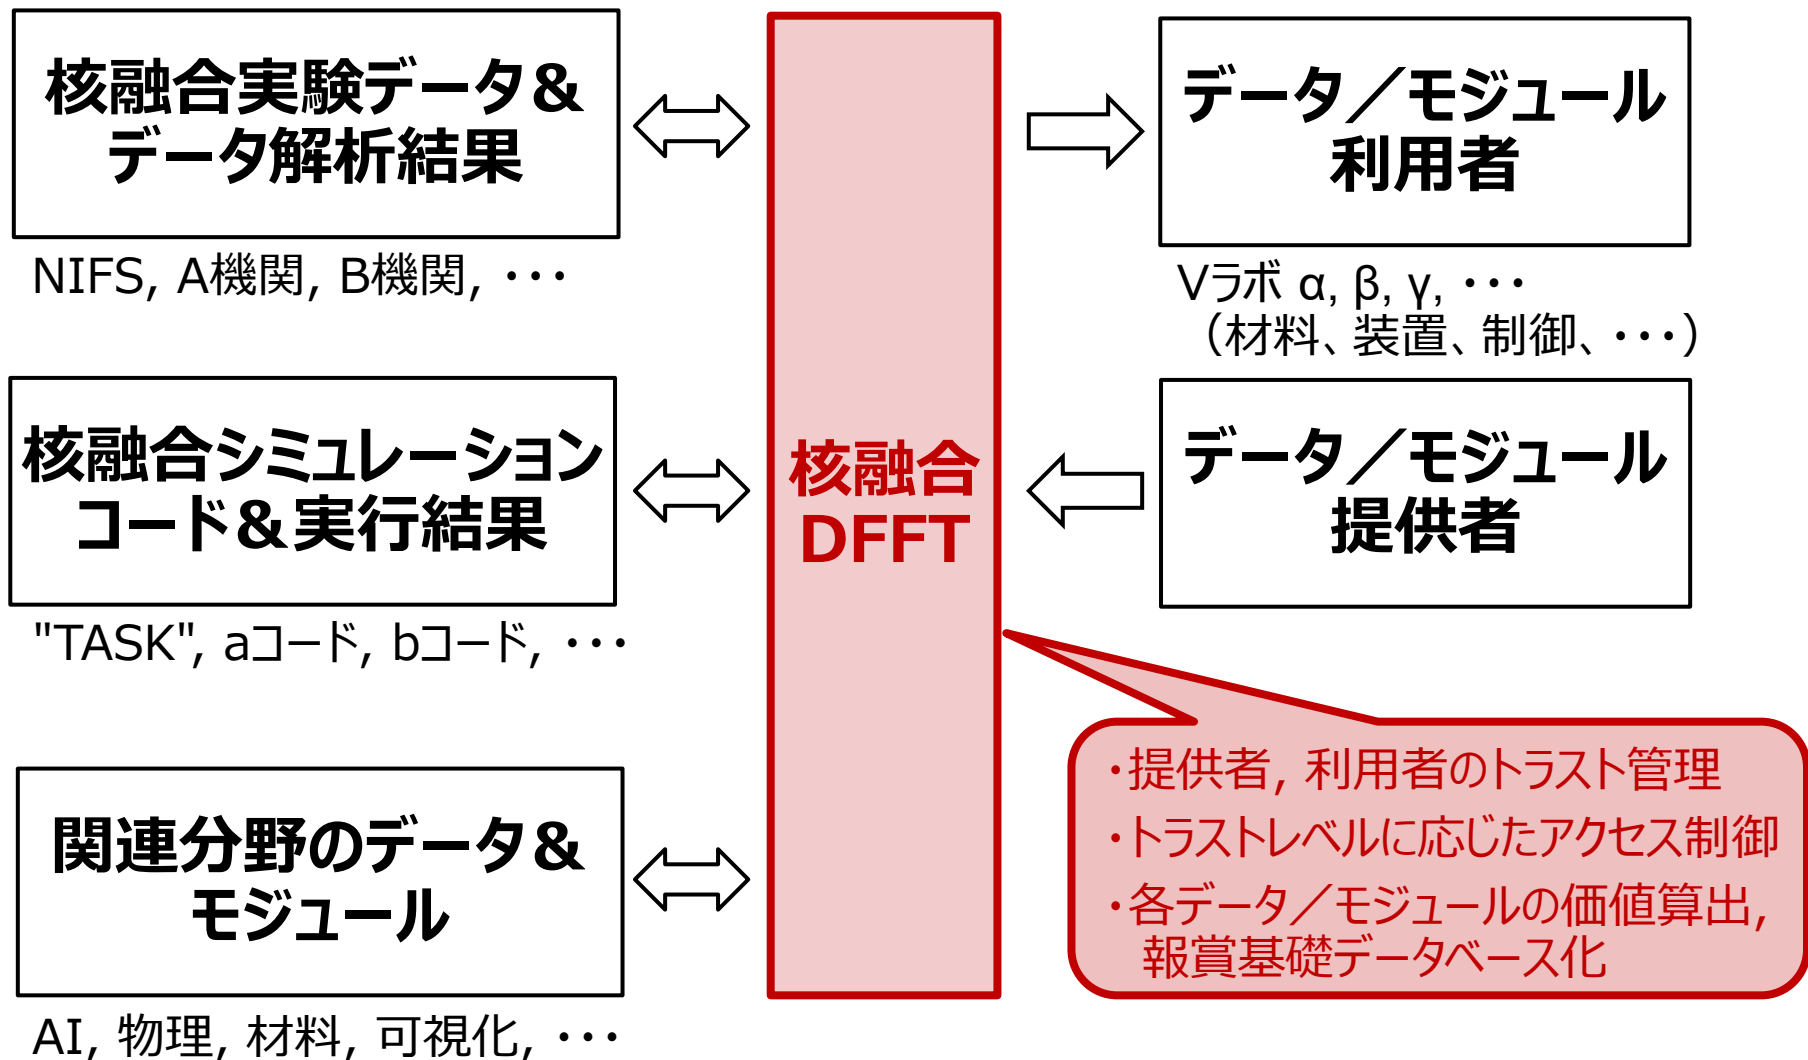 核融合実験データ&
データ解析結果
NIFS, A機関, B機関, ・・・
核融合シミュレーション
コード&実行結果
"TASK", aコード, bコード, ・・・
関連分野のデータ&
モジュール
AI, 物理, 材料, 可視化, ・・・
核融合
DFFT
データ／モジュール
利用者
Vラボ α, β, γ, ・・・
（材料、装置、制御、・・・）
データ／モジュール
提供者
・提供者, 利用者のトラスト管理
・トラストレベルに応じたアクセス制御
・各データ／モジュールの価値算出,
報賞基礎データベース化